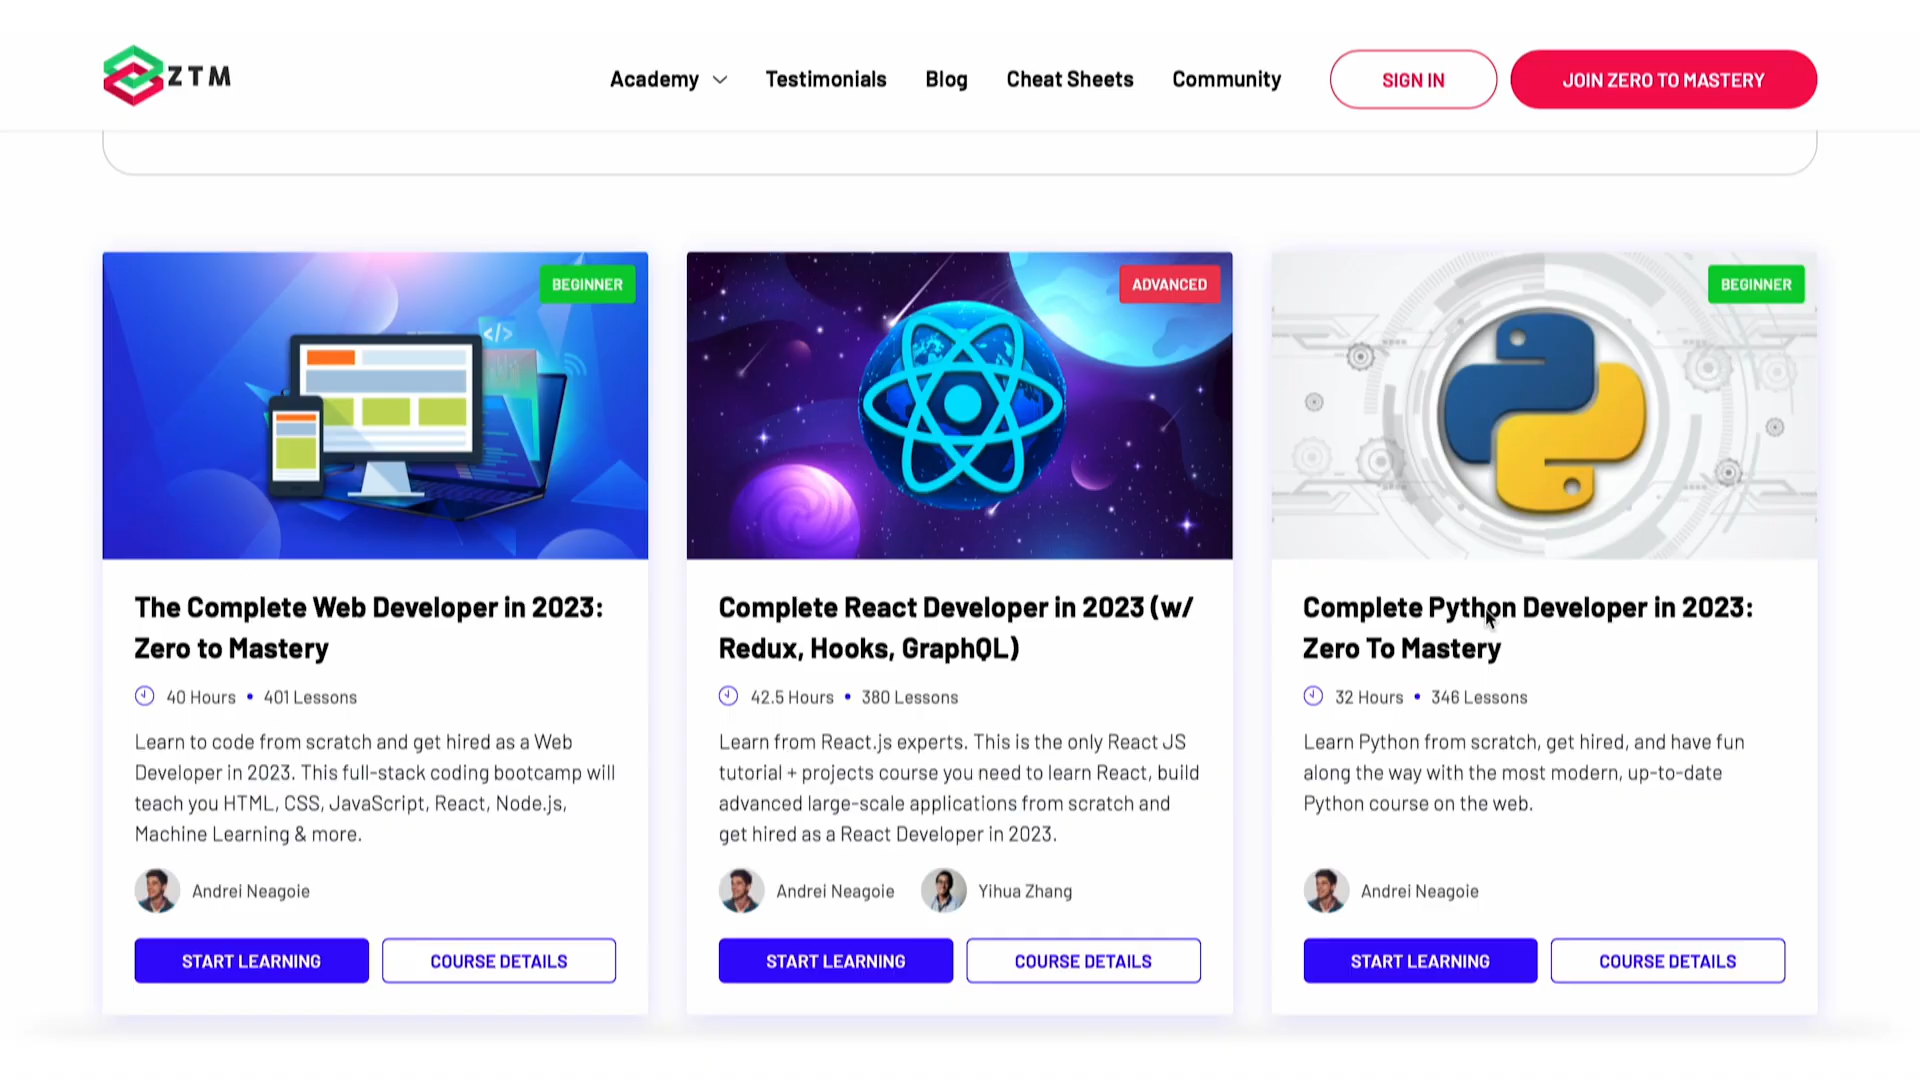 ZTM
Academy
Testimonials
Blog
Cheat Sheets
Community
SIGN IN
JOIN ZERO TO MASTERY
BEGINNER
</>
The Complete Web Developer in 2023:
Zero to Mastery
40 Hours • 401 Lessons
Learn to code from scratch and get hired as a Web
Developer in 2023. This full-stack coding bootcamp will
teach you HTML, CSS, JavaScript, React, Node.js,
Machine Learning & more.
Andrei Neagoie
START LEARNING
COURSE DETAILS
ADVANCED
Complete React Developer in 2023 (w/
Redux, Hooks, GraphQL)
42.5 Hours • 380 Lessons
Learn from React.js experts. This is the only React JS
tutorial + projects course you need to learn React, build
advanced large-scale applications from scratch and
get hired as a React Developer in 2023.
Andrei Neagoie
Yihua Zhang
START LEARNING
COURSE DETAILS
BEGINNER
Complete Python Developer in 2023:
Zero To Mastery
32 Hours • 346 Lessons
Learn Python from scratch, get hired, and have fun
along the way with the most modern, up-to-date
Python course on the web.
Andrei Neagoie
START LEARNING
COURSE DETAILS